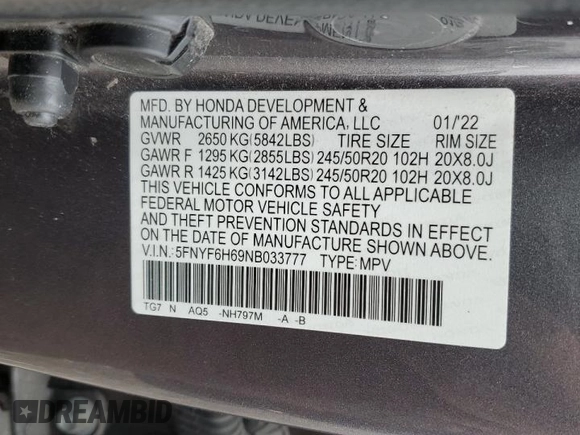 MFD. BY HONDA DEVELOPMENT &
MANUFACTURING OF AMERICA, LLC 01/'22
GVWR 2650 KG(5842LBS) TIRE SIZE RIM SIZE
GAWR F 1295 KG(2855LBS) 245/50R20 102H 20X8.0J
GAWR R 1425 KG(3142LBS) 245/50R20 102H 20X8.0J
THIS VEHICLE CONFORMS TO ALL APPLICABLE
FEDERAL MOTOR VEHICLE SAFETY
AND THEFT PREVENTION STANDARDS IN EFFECT
ON THE DATE OF MANUFACTURE SHOWN ABOVE.
V.I.N.: 5FNYF6H69NB033777 TYPE: MPV
TG7 N AQ5 -NH797M -A -B
DREAMBID